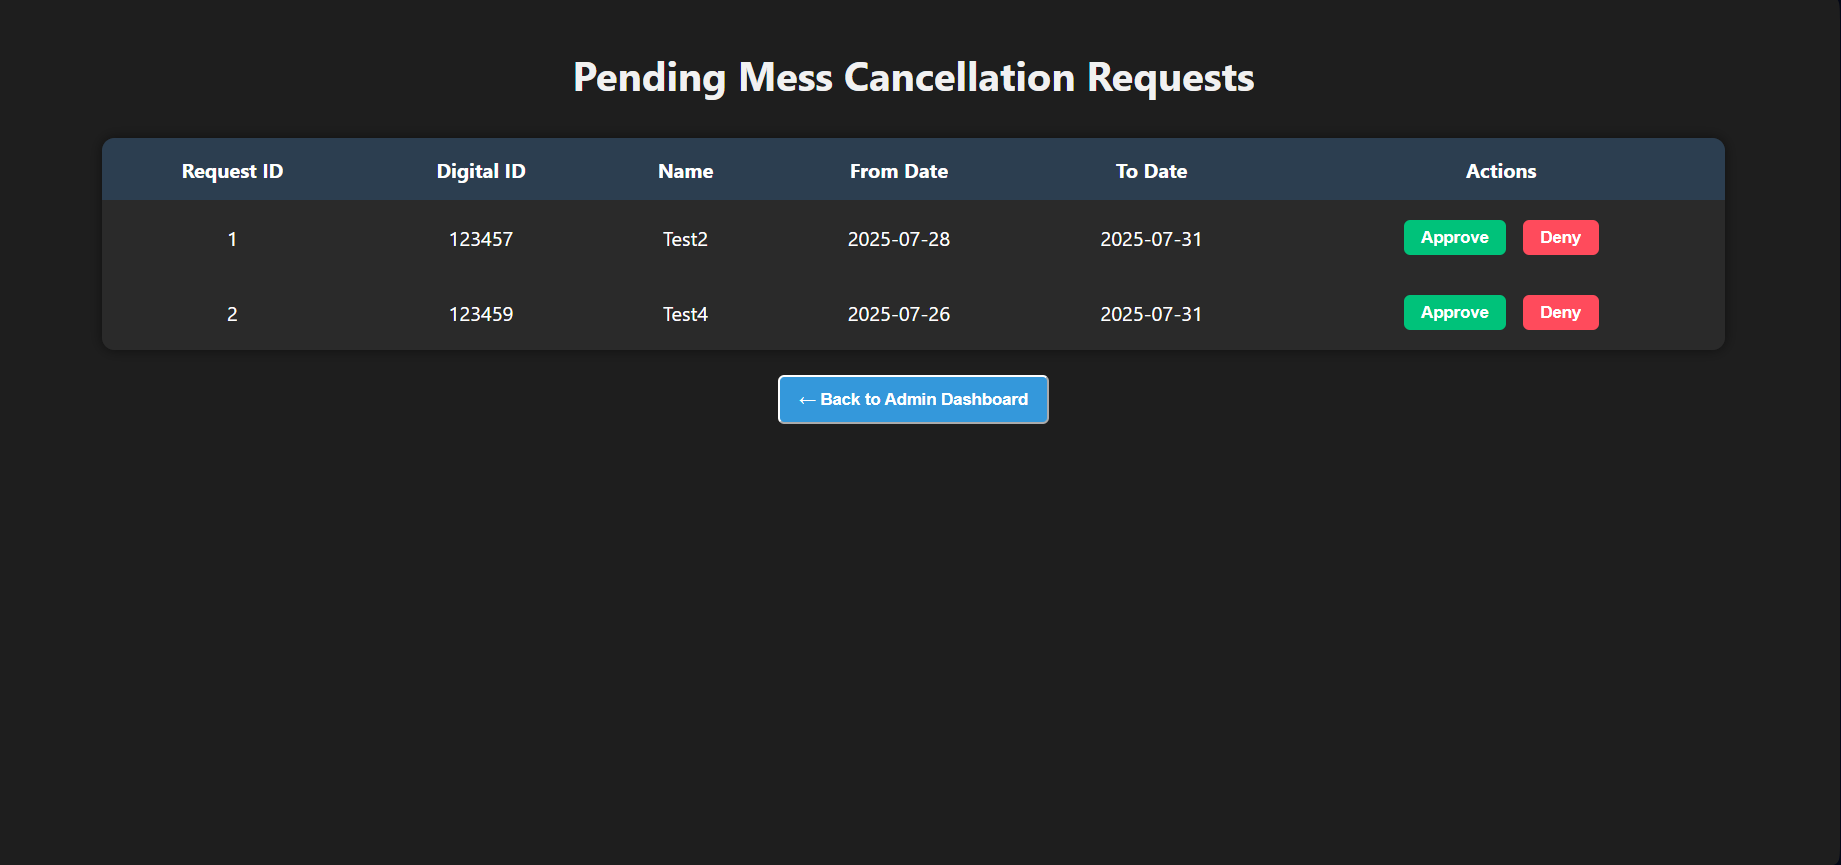 Pending Mess Cancellation Requests
Request ID Digital ID Name From Date To Date Actions
1 123457 Test2 2025-07-28 2025-07-31 Approve Deny
2 123459 Test4 2025-07-26 2025-07-31 Approve Deny
← Back to Admin Dashboard